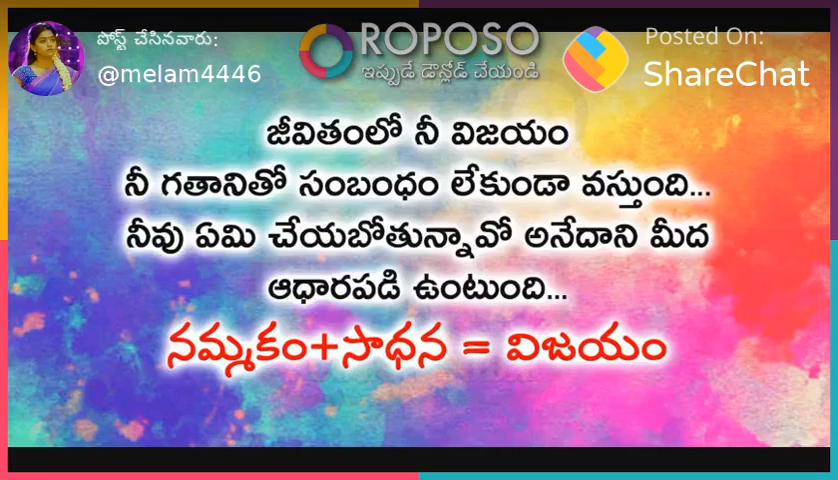 పోస్ట్ చేసినవారు:
@melam4446
ROPOSO
ఇప్పుడే డౌన్లోడ్ చేయండి
Posted On:
ShareChat
జీవితంలో నీ విజయం
నీ గతానితో సంబంధం లేకుండా వస్తుంది...
నీవు ఏమి చేయబోతున్నావో అనేదాని మీద
ఆధారపడి ఉంటుంది...
నమ్మకం+సాధన = విజయం